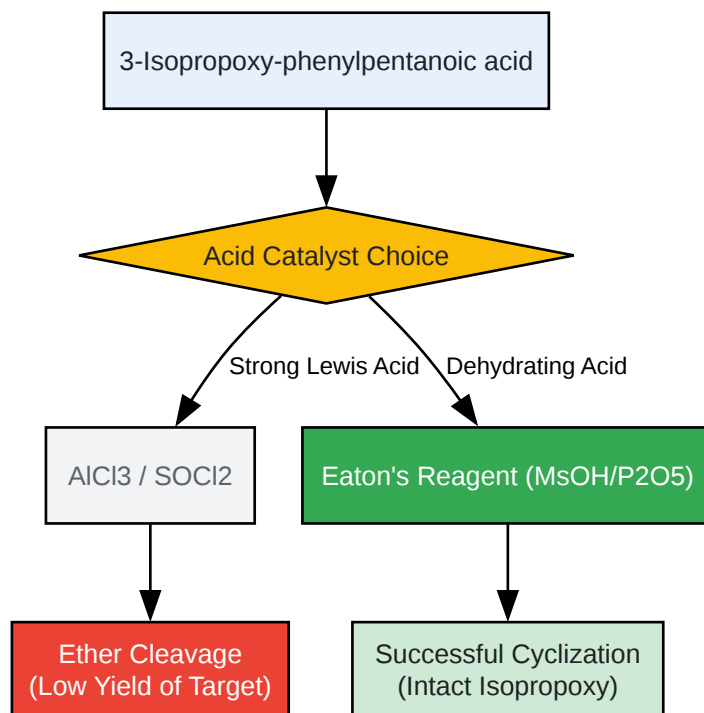 3-Isopropoxy-phenylpentanoic acid
Acid Catalyst Choice
Strong Lewis Acid
Dehydrating Acid
AlCl3 / SOCl2
Eaton's Reagent (MsOH/P2O5)
Ether Cleavage
(Low Yield of Target)
Successful Cyclization
(Intact Isopropoxy)